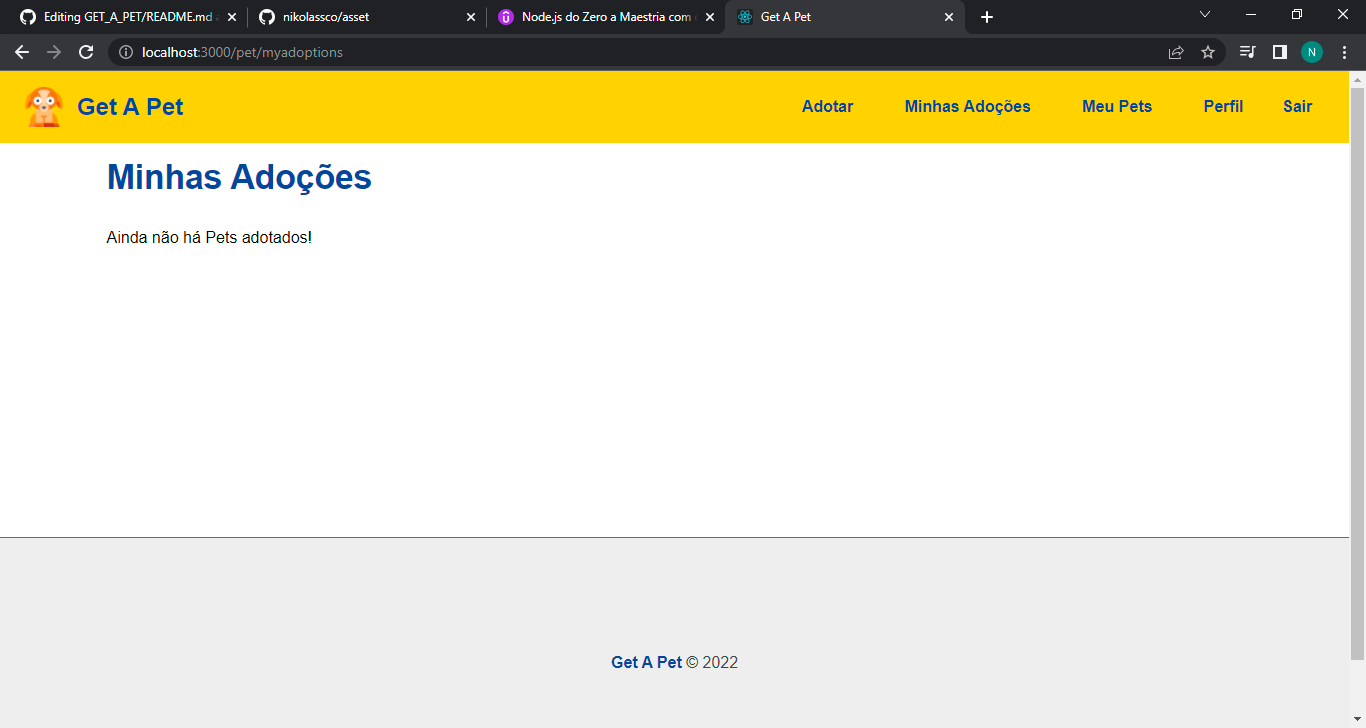 Editing GET_A_PET/README.md
nikolassco/asset
Node.js do Zero a Maestria com
Get A Pet
localhost:3000/pet/myadoptions
N
Get A Pet
Adotar
Minhas Adoções
Meu Pets
Perfil
Sair
Minhas Adoções
Ainda não há Pets adotados!
Get A Pet © 2022